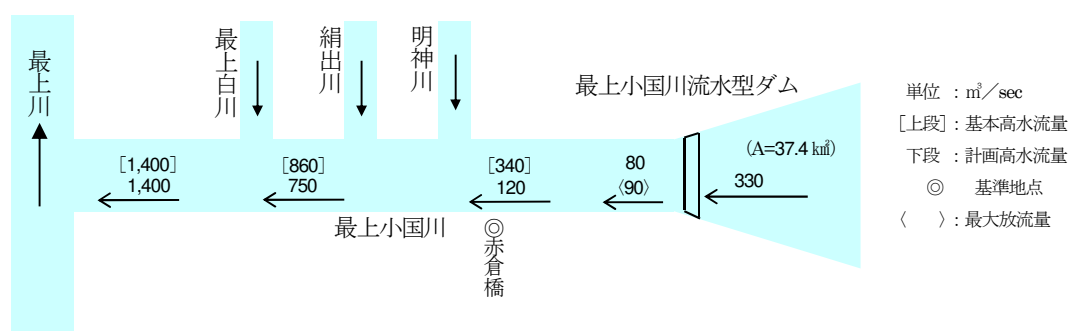 最上川
最上白川
絹出川
明神川
最上小国川流水型ダム
(A=37.4 k㎡)
330
80
〈90〉
[340]
120
[860]
750
[1,400]
1,400
最上小国川
◎赤倉橋
単位 : ㎥/sec
[上段] : 基本高水流量
下段 : 計画高水流量
◎ 基準地点
〈 〉: 最大放流量